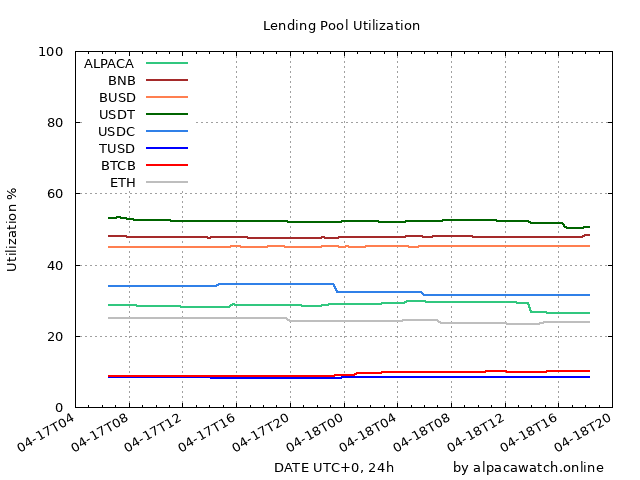 Lending Pool Utilization
100
80
60
40
20
0
Utilization %
ALPACA
BNB
BUSD
USDT
USDC
TUSD
BTCB
ETH
04-17T04
04-17T08
04-17T12
04-17T16
04-17T20
04-18T00
04-18T04
04-18T08
04-18T12
04-18T16
04-18T20
DATE UTC+0, 24h
by alpacawatch.online